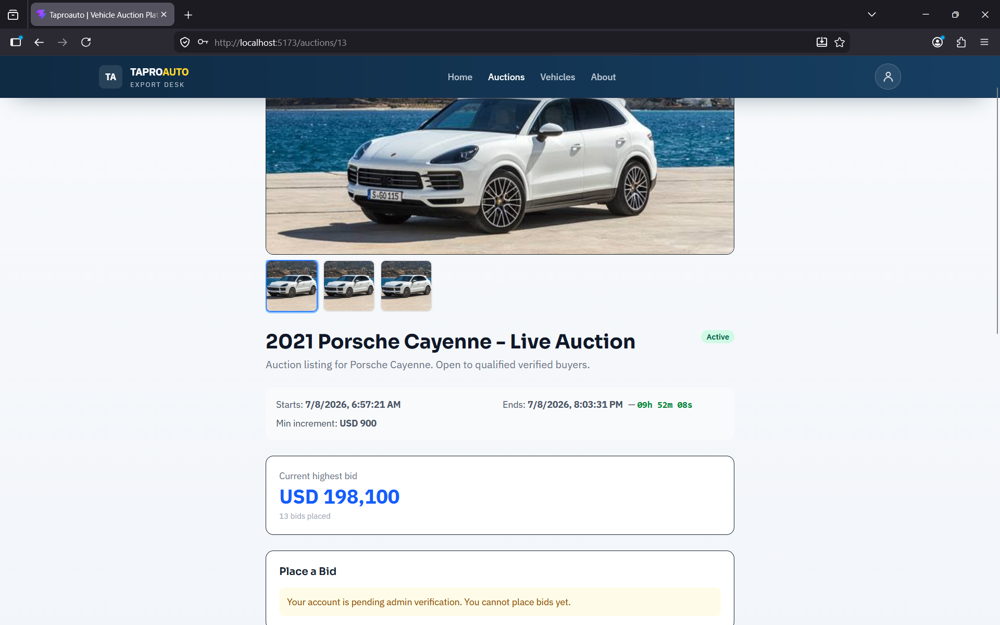 Taproauto | Vehicle Auction Plat
http://localhost:5173/auctions/13
TA
TAPROAUTO
EXPORT DESK
Home
Auctions
Vehicles
About
S GO 115
2021 Porsche Cayenne – Live Auction
Active
Auction listing for Porsche Cayenne. Open to qualified verified buyers.
Starts: 7/8/2026, 6:57:21 AM
Ends: 7/8/2026, 8:03:31 PM — 09h 52m 08s
Min increment: USD 900
Current highest bid
USD 198,100
13 bids placed
Place a Bid
Your account is pending admin verification. You cannot place bids yet.